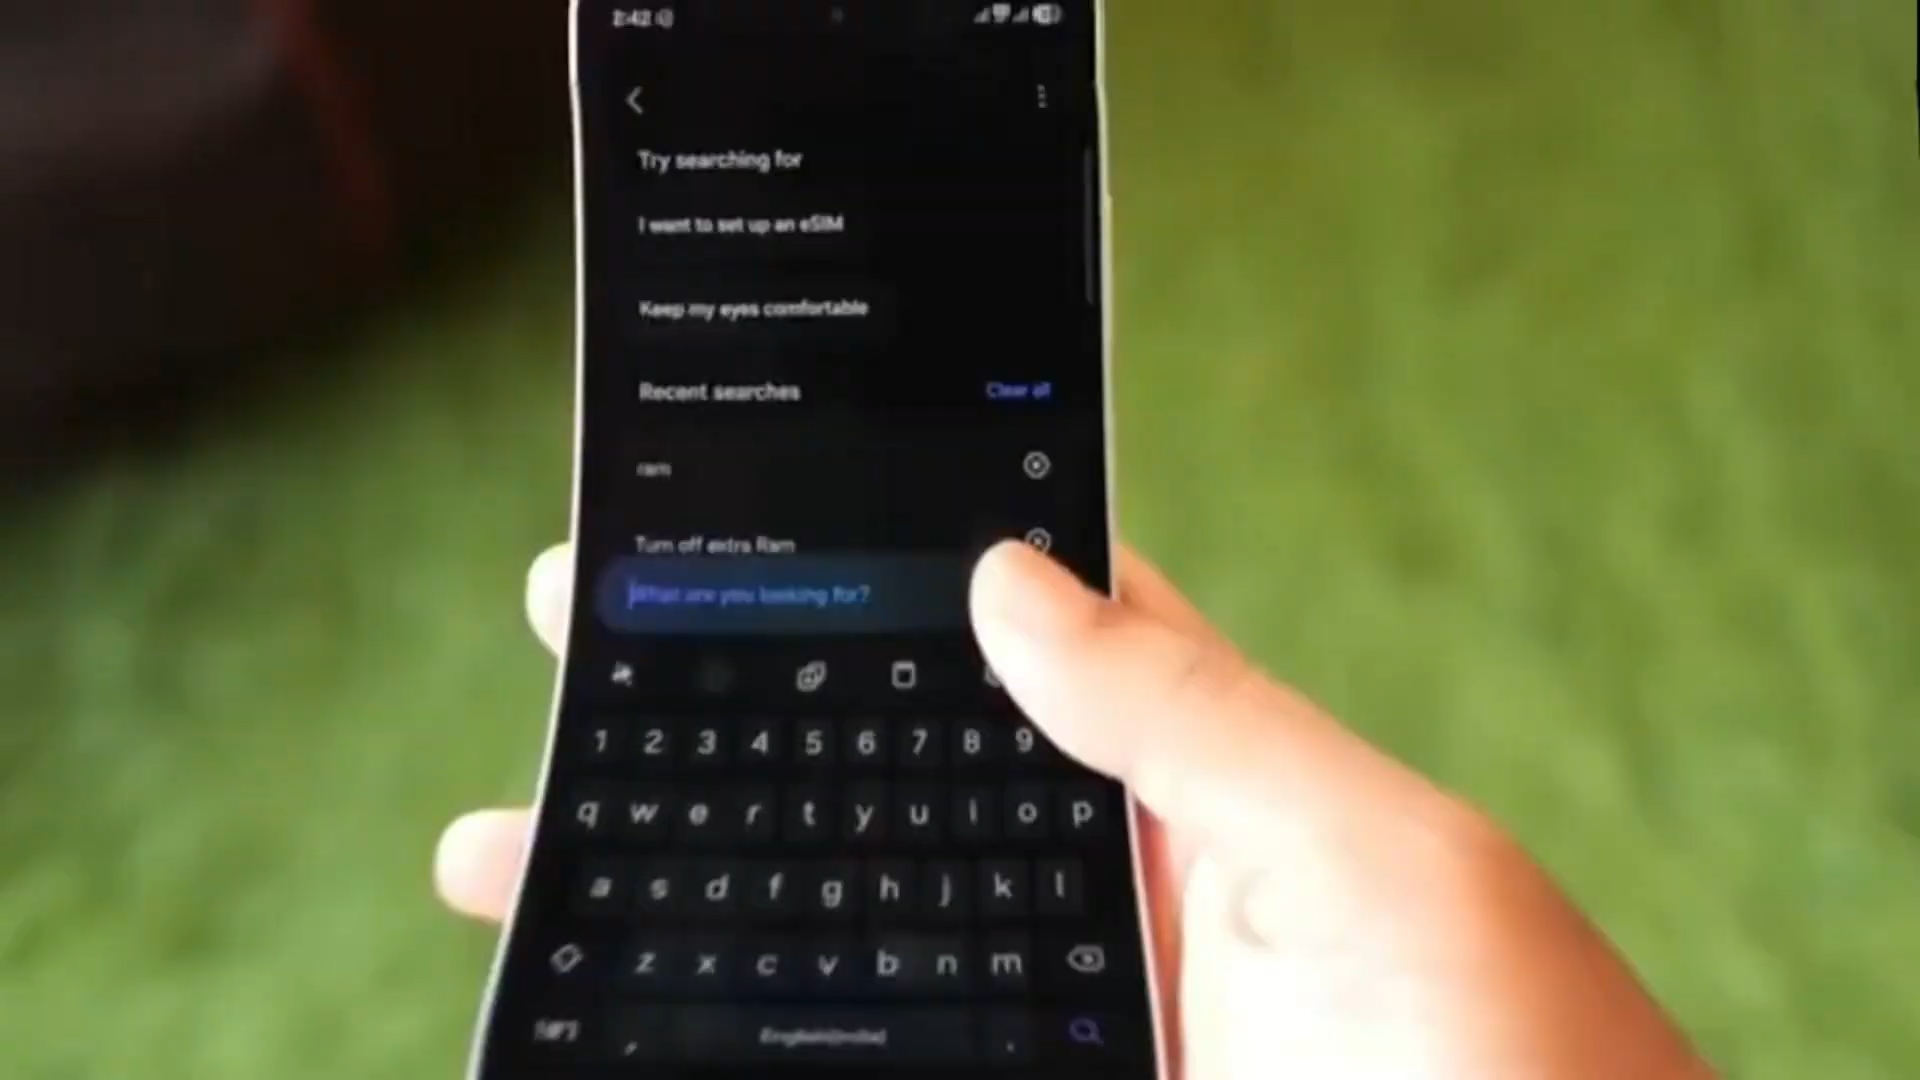 2:42
Try searching for
I want to set up an eSIM
Keep my eyes comfortable
Recent searches
Clear all
ram
Turn off extra Ram
What are you looking for?
1 2 3 4 5 6 7 8 9
q w e r t y u i o p
a s d f g h j k l
z x c v b n m
, .